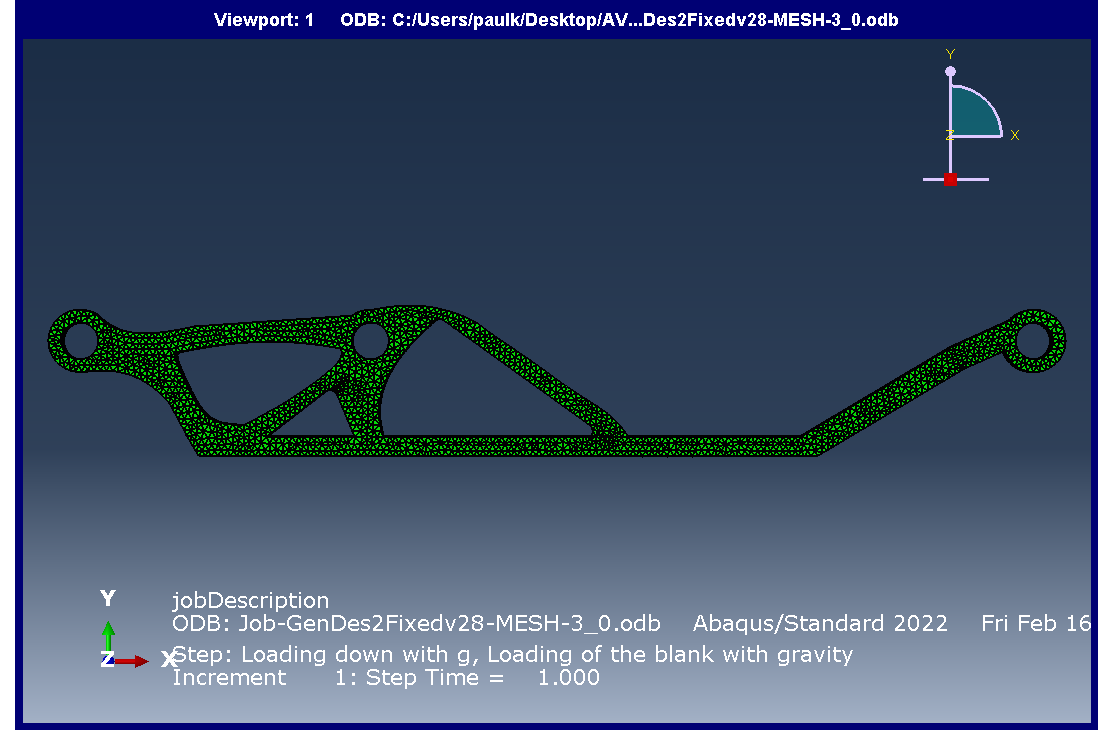 Viewport: 1 ODB: C:/Users/paulk/Desktop/AV...Des2Fixedv28-MESH-3_0.odb
Y
Z X
Y
jobDescription
ODB: Job-GenDes2Fixedv28-MESH-3_0.odb Abaqus/Standard 2022 Fri Feb 16
Z X
Step: Loading down with g, Loading of the blank with gravity
Increment 1: Step Time = 1.000